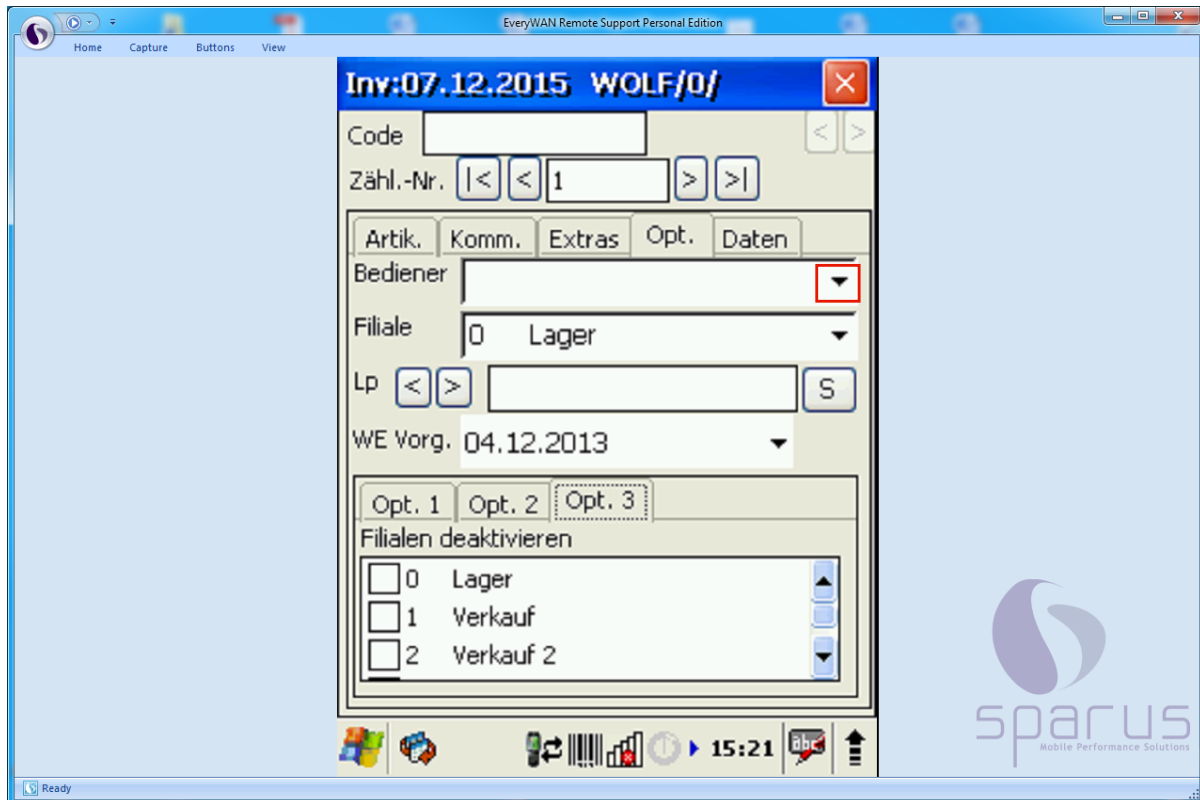 EveryWAN Remote Support Personal Edition
Home Capture Buttons View
Inv:07.12.2015 WOLF/0/
Code < >
Zähl.-Nr. |< < 1 > >|
Artik. Komm. Extras Opt. Daten
Bediener
Filiale 0 Lager
Lp < > S
WE Vorg. 04.12.2013
Opt. 1 Opt. 2 Opt. 3
Filialen deaktivieren
0 Lager
1 Verkauf
2 Verkauf 2
15:21 abc
sparus
Mobile Performance Solutions
Ready